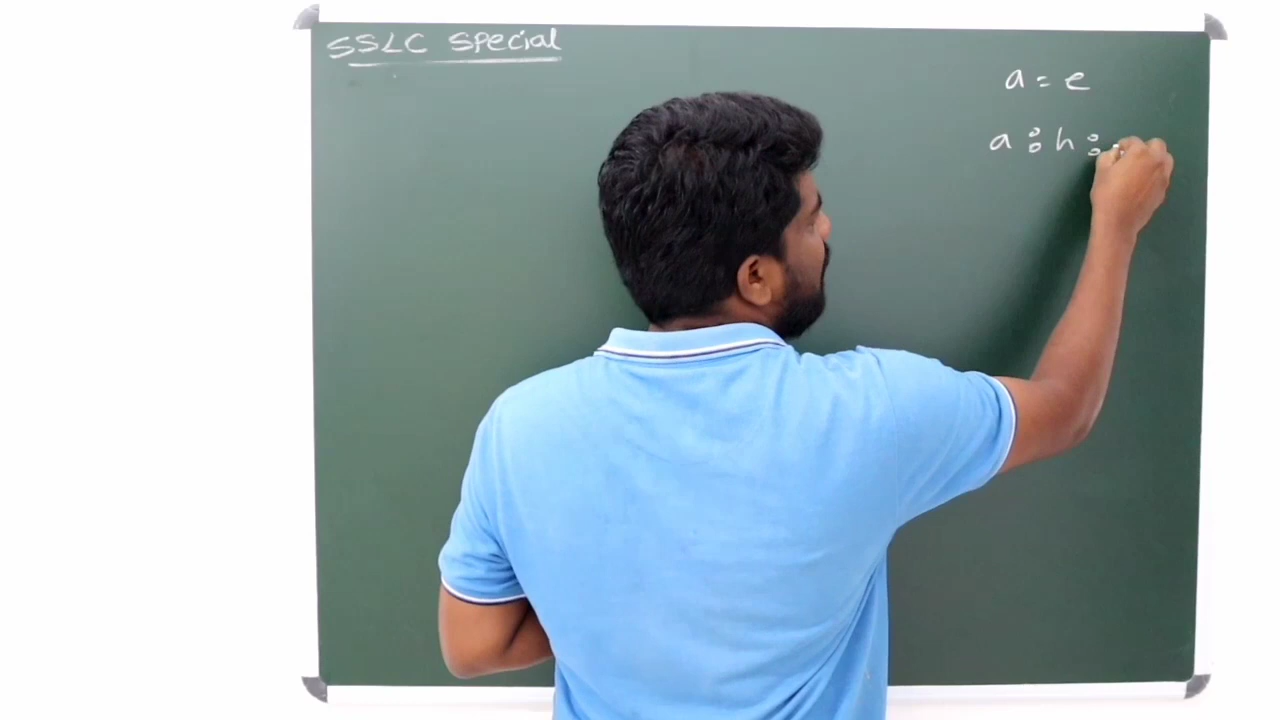 SSLC Special
a = e
a : h :